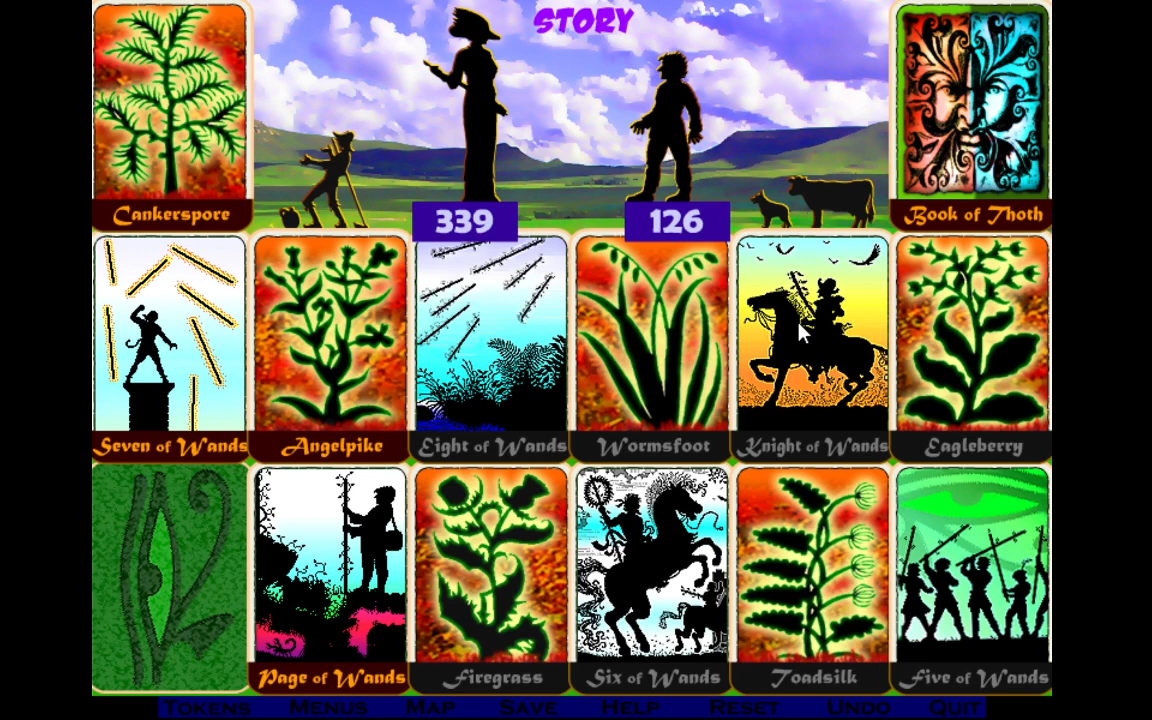 STORY
Cankerspore
Book of Thoth
339
126
Seven of Wands
Angelpike
Eight of Wands
Wormsfoot
Knight of Wands
Eagleberry
Page of Wands
Firegrass
Six of Wands
Toadsilk
Five of Wands
TOKENS MENUS MAP SAVE HELP RESET UNDO QUIT